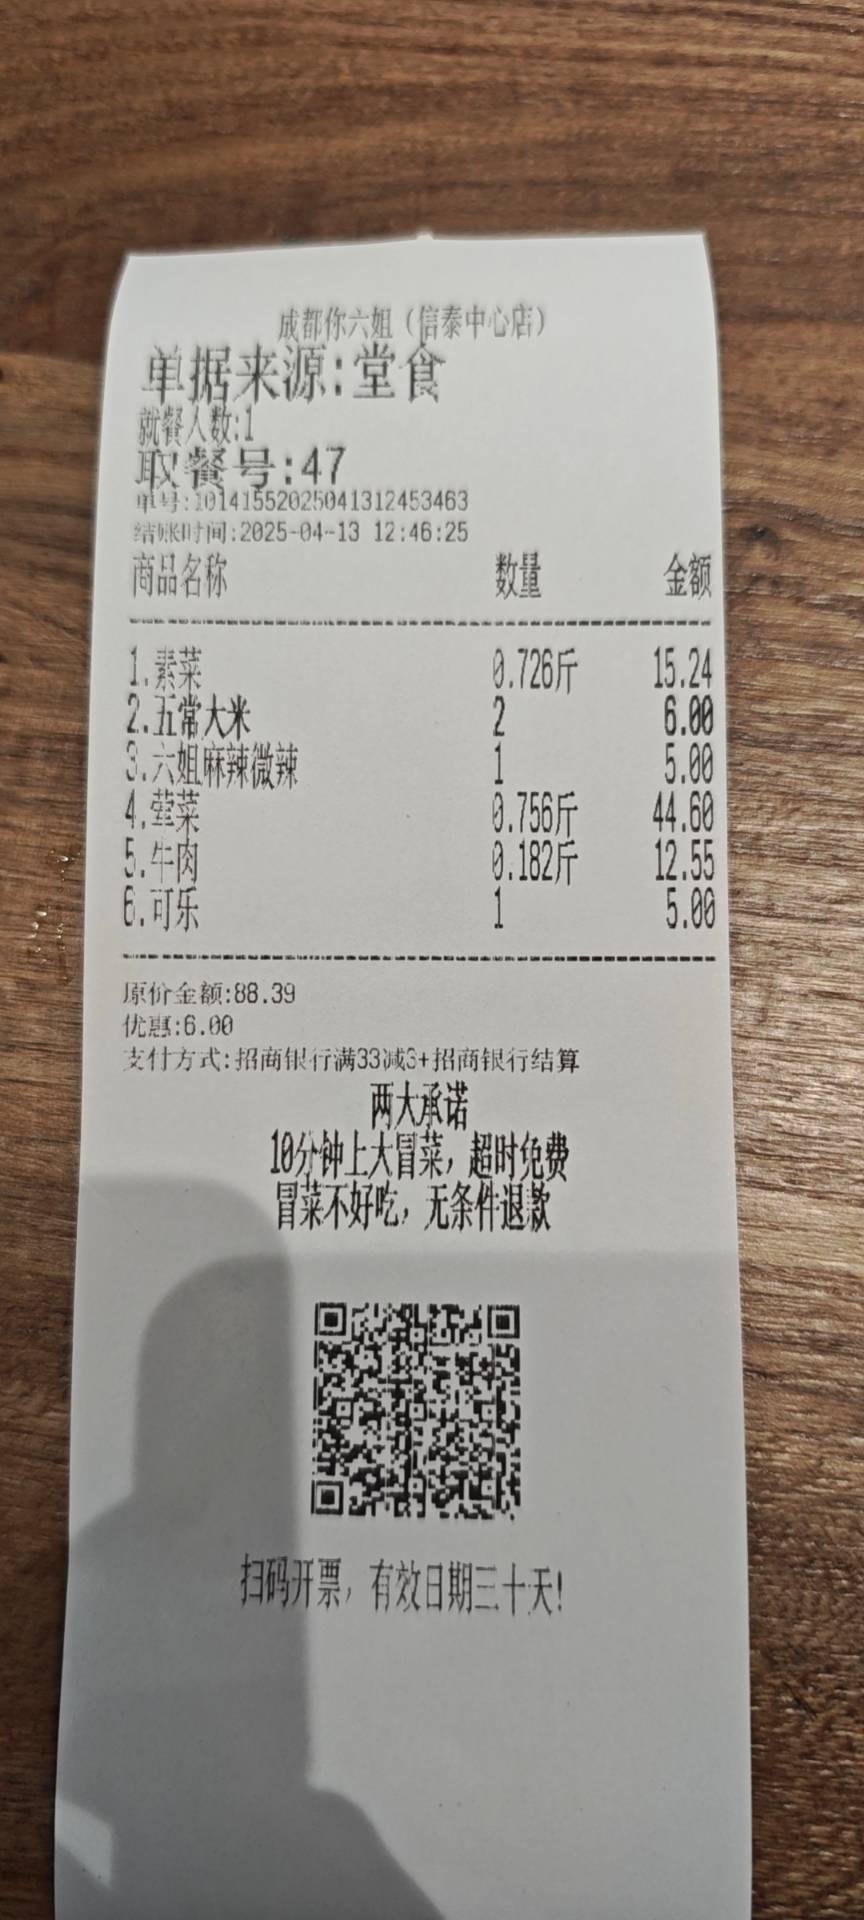 成都你六姐（信泰中心店）
单据来源:堂食
就餐人数:1
取餐号:47
单号:10141552025041312453463
结账时间:2025-04-13 12:46:25
商品名称 数量 金额
1.素菜 0.726斤 15.24
2.五常大米 2 6.00
3.六姐麻辣微辣 1 5.00
4.荤菜 0.756斤 44.60
5.牛肉 0.182斤 12.55
6.可乐 1 5.00
原价金额:88.39
优惠:6.00
支付方式:招商银行满33减3+招商银行结算
两大承诺
10分钟上大冒菜，超时免费
冒菜不好吃，无条件退款
扫码开票，有效日期三十天!